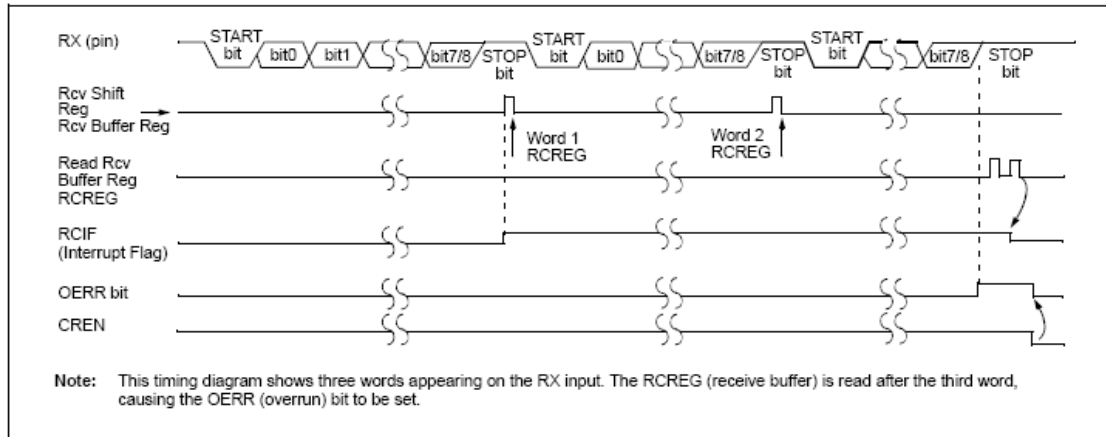 RX (pin)
START bit
bit0
bit1
bit7/8
STOP bit
START bit
bit0
bit7/8
STOP bit
START bit
bit7/8
STOP bit
Rcv Shift
Reg
Rcv Buffer Reg
Word 1
RCREG
Word 2
RCREG
Read Rcv
Buffer Reg
RCREG
RCIF
(Interrupt Flag)
OERR bit
CREN
Note: This timing diagram shows three words appearing on the RX input. The RCREG (receive buffer) is read after the third word,
causing the OERR (overrun) bit to be set.